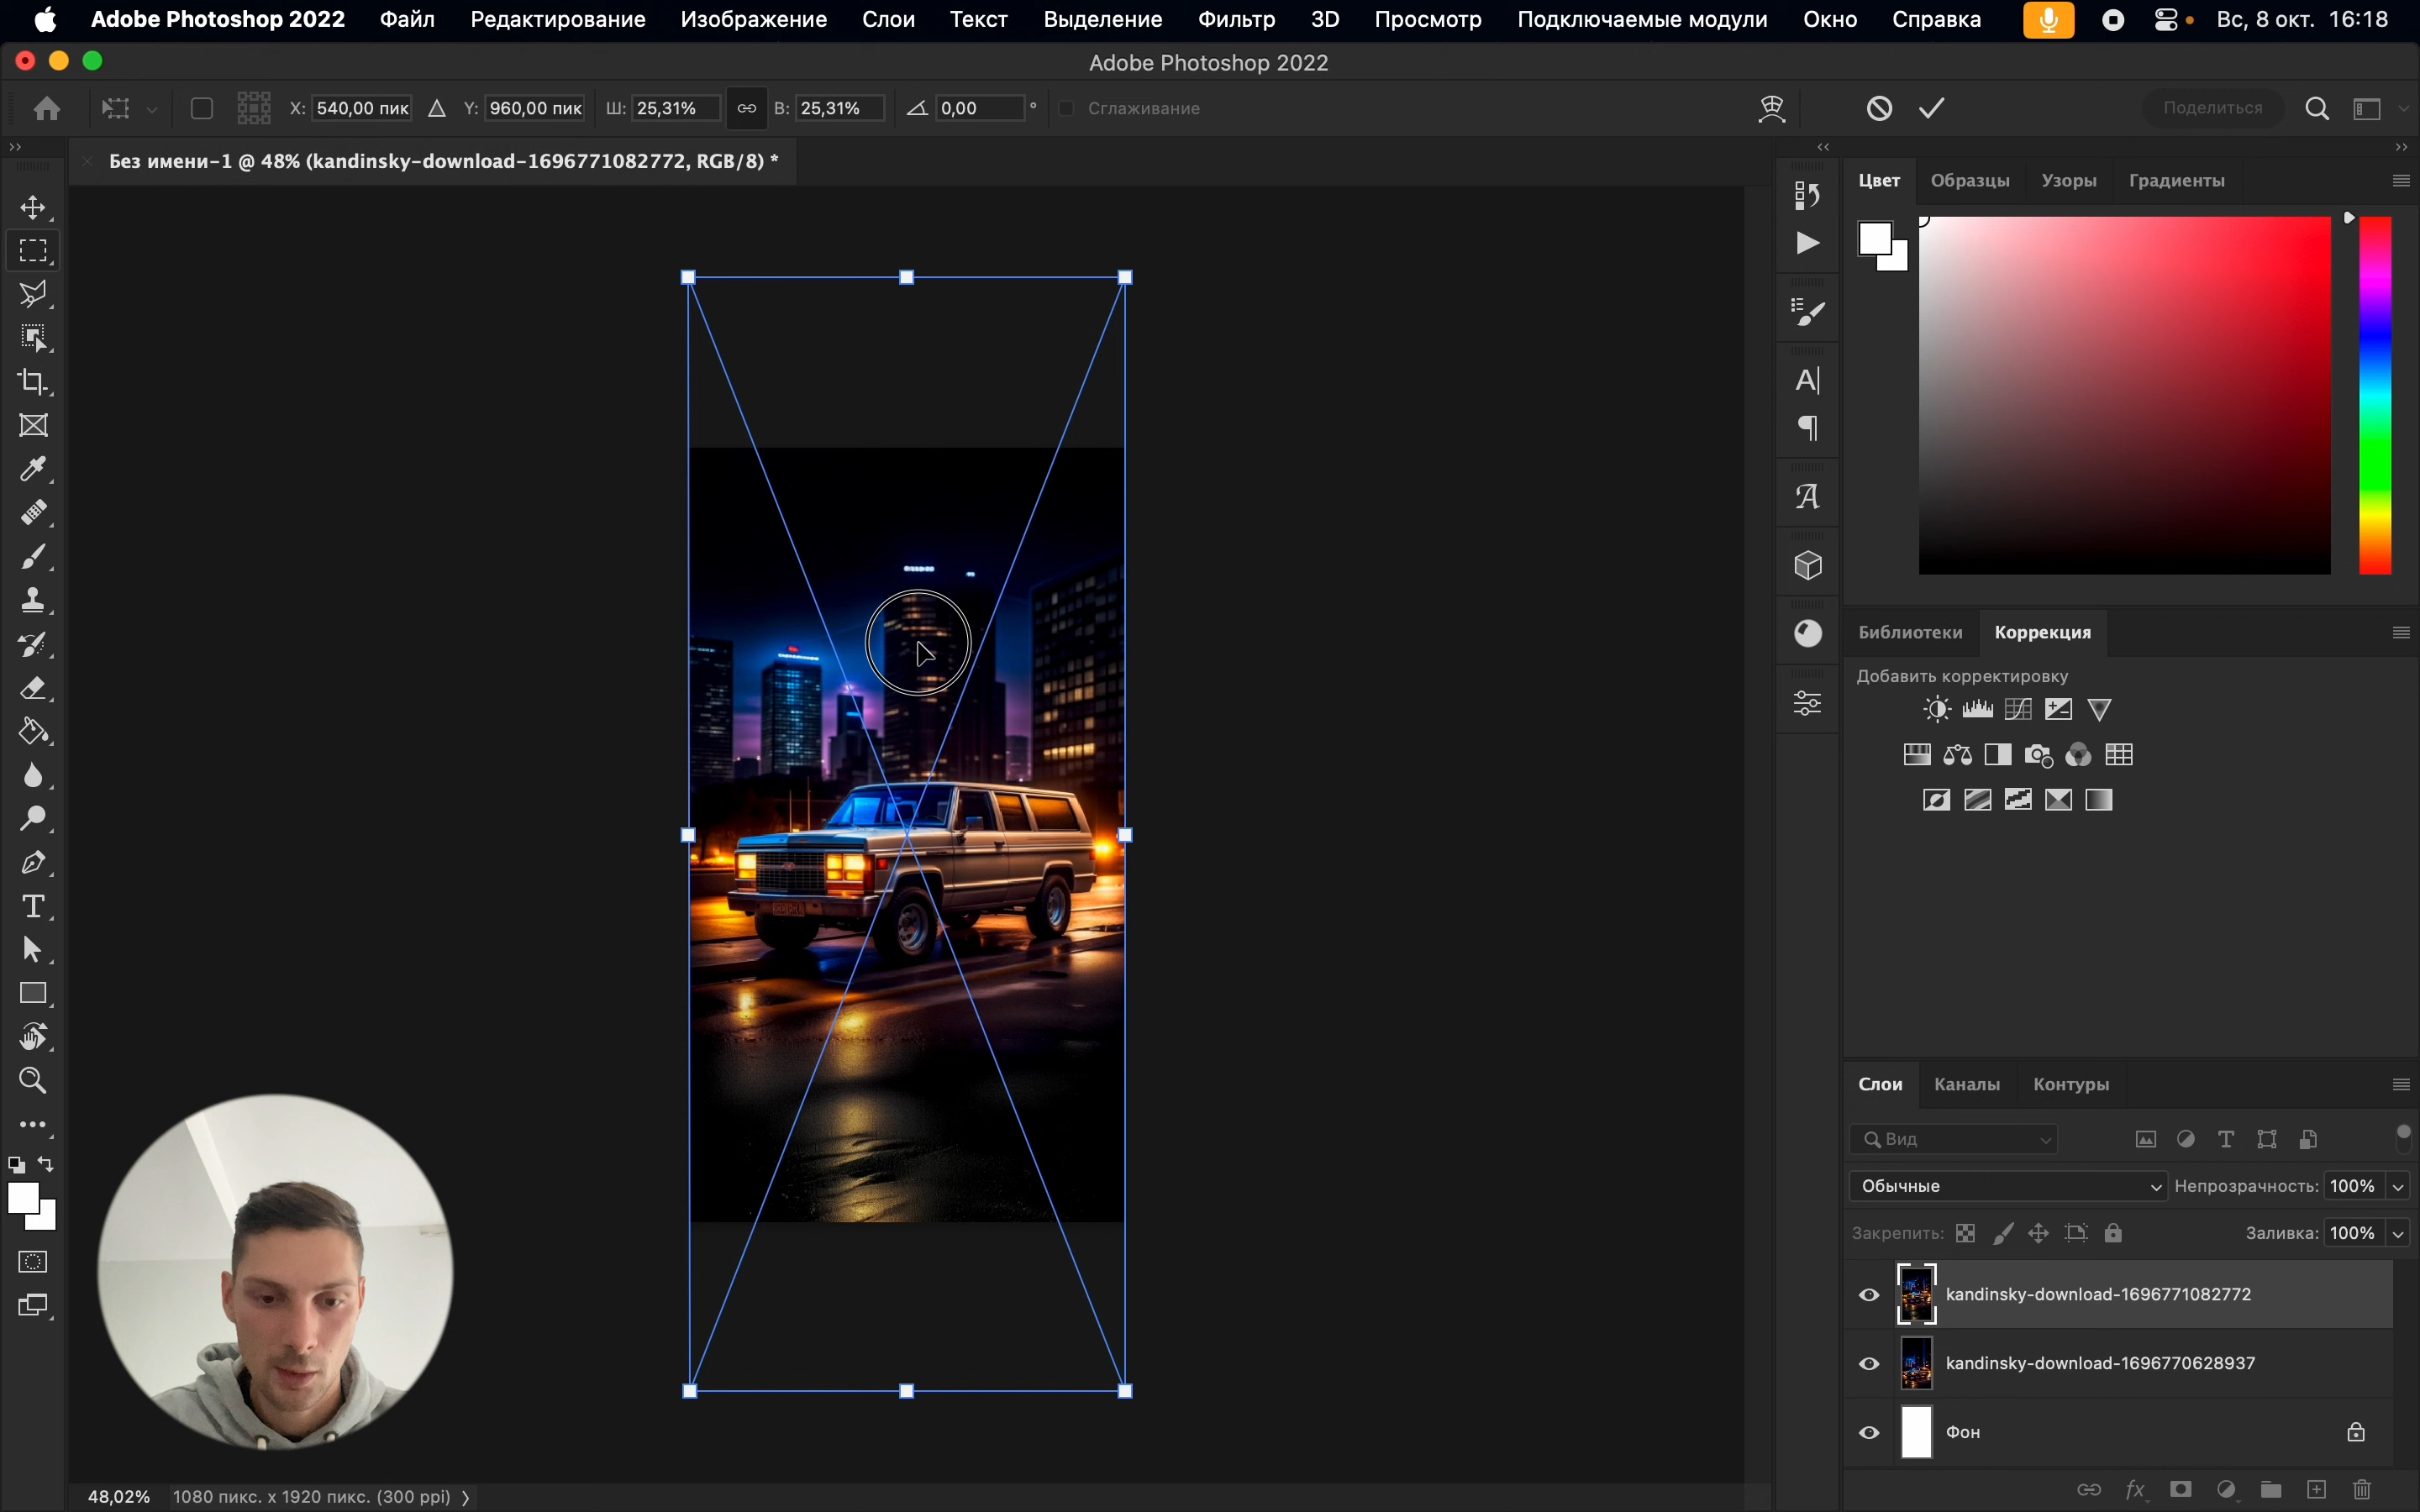 Adobe Photoshop 2022 Файл Редактирование Изображение Слои Текст Выделение Фильтр 3D Просмотр Подключаемые модули Окно Справка Вс, 8 окт. 16:18
Adobe Photoshop 2022
X: 540,00 пик Y: 960,00 пик Ш: 25,31% В: 25,31% 0,00 ° Сглаживание Поделиться
Без имени-1 @ 48% (kandinsky-download-1696771082772, RGB/8) *
Цвет Образцы Узоры Градиенты
Библиотеки Коррекция
Добавить корректировку
Слои Каналы Контуры
Вид
Обычные Непрозрачность: 100%
Закрепить: Заливка: 100%
kandinsky-download-1696771082772
kandinsky-download-1696770628937
Фон
48,02% 1080 пикс. x 1920 пикс. (300 ppi)